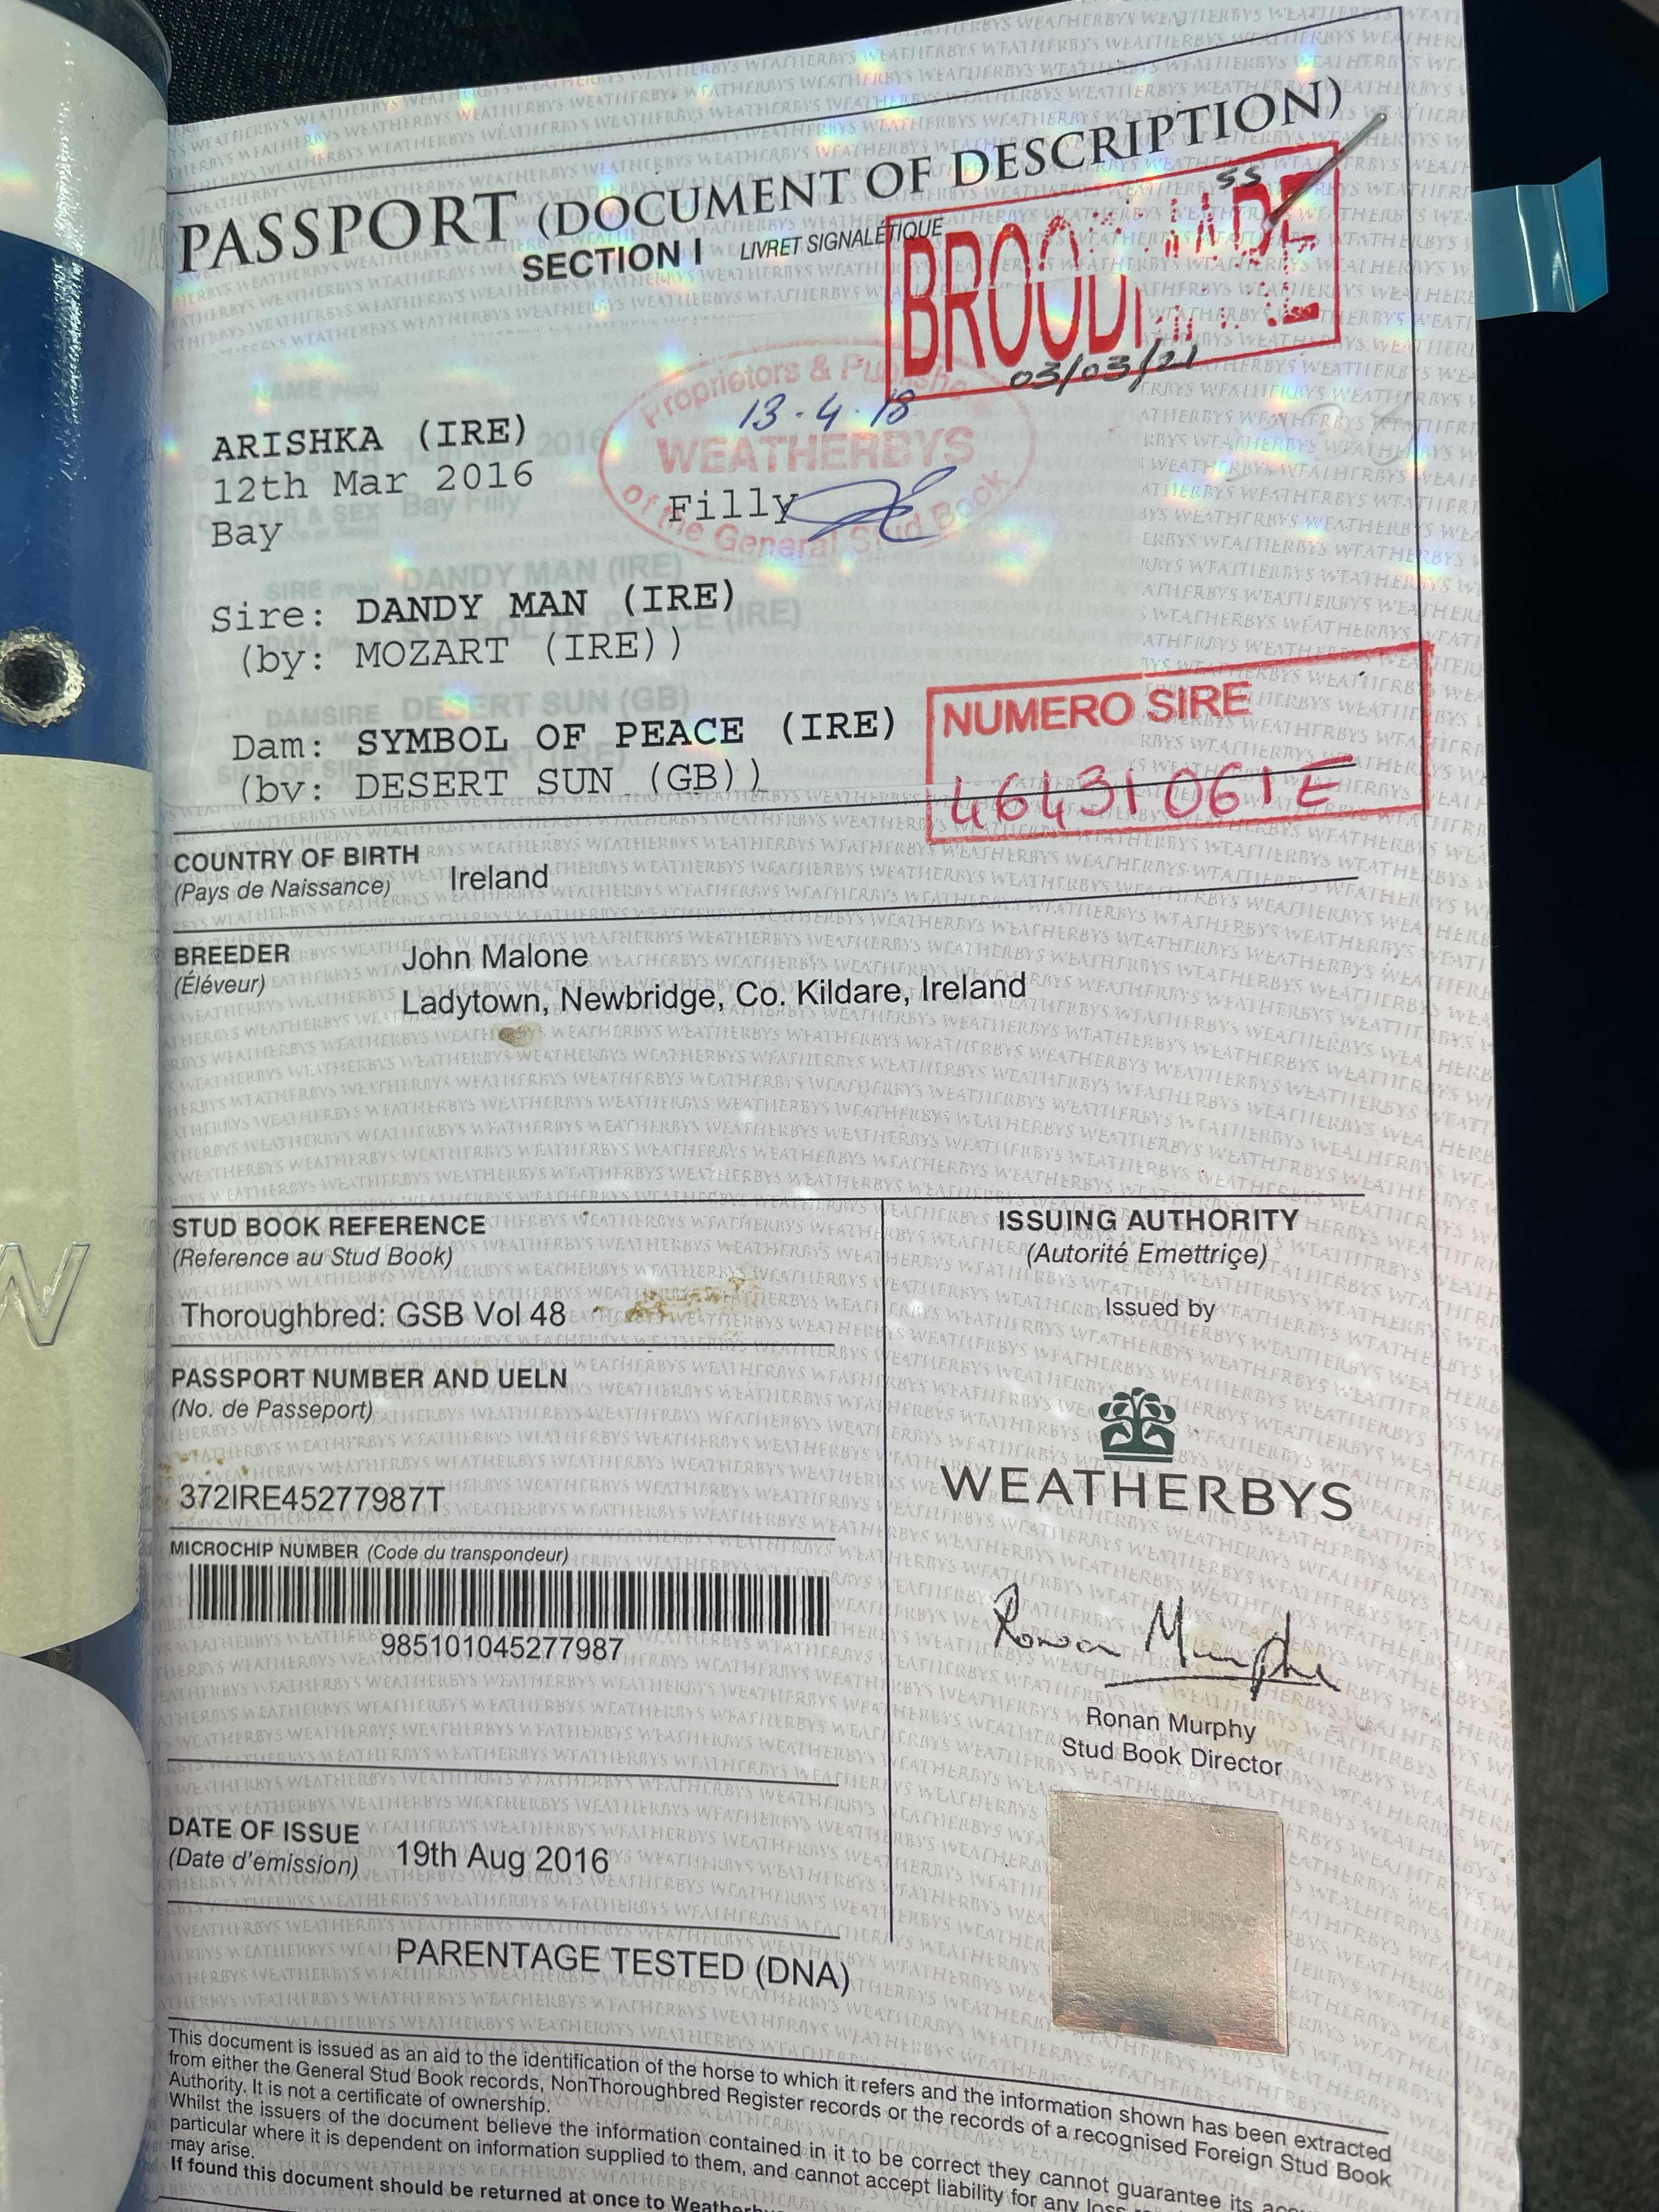 PASSPORT (DOCUMENT OF DESCRIPTION)
SECTION I LIVRET SIGNALÉTIQUE
SS
03/03/21
Proprietors &
13.4.18
WEATHERBYS
of the General Stud Book
ARISHKA (IRE)
12th Mar 2016
Bay Filly
Sire: DANDY MAN (IRE)
(by: MOZART (IRE))
Dam: SYMBOL OF PEACE (IRE)
(by: DESERT SUN (GB))
NUMERO SIRE
46431061E
COUNTRY OF BIRTH
(Pays de Naissance)
Ireland
BREEDER
(Éléveur)
John Malone
Ladytown, Newbridge, Co. Kildare, Ireland
STUD BOOK REFERENCE
(Reference au Stud Book)
Thoroughbred: GSB Vol 48
PASSPORT NUMBER AND UELN
(No. de Passeport)
372IRE45277987T
MICROCHIP NUMBER (Code du transpondeur)
985101045277987
DATE OF ISSUE
(Date d'emission)
19th Aug 2016
ISSUING AUTHORITY
(Autorité Emettriçe)
Issued by
WEATHERBYS
Ronan Murphy
Ronan Murphy
Stud Book Director
PARENTAGE TESTED (DNA)
This document is issued as an aid to the identification of the horse to which it refers and the information shown has been extracted
from either the General Stud Book records, NonThoroughbred Register records or the records of a recognised Foreign Stud Book
Authority. It is not a certificate of ownership.
Whilst the issuers of the document believe the information contained in it to be correct they cannot guarantee its
particular where it is dependent on information supplied to them, and cannot accept liability for any loss
may arise.
If found this document should be returned at once to